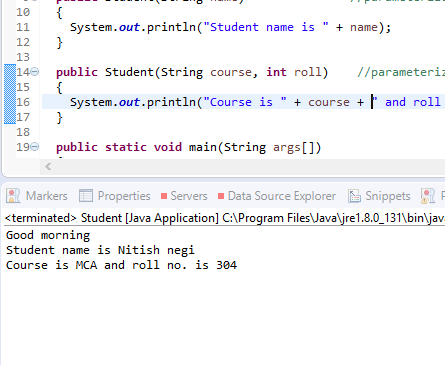 public Student(String name) //parameteriz
10 {
11 System.out.println("Student name is " + name);
12 }
13
14 public Student(String course, int roll) //parameteriz
15 {
16 System.out.println("Course is " + course + " and roll
17 }
18
19 public static void main(String args[])
Markers Properties Servers Data Source Explorer Snippets
<terminated> Student [Java Application] C:\Program Files\Java\jre1.8.0_131\bin\jav
Good morning
Student name is Nitish negi
Course is MCA and roll no. is 304